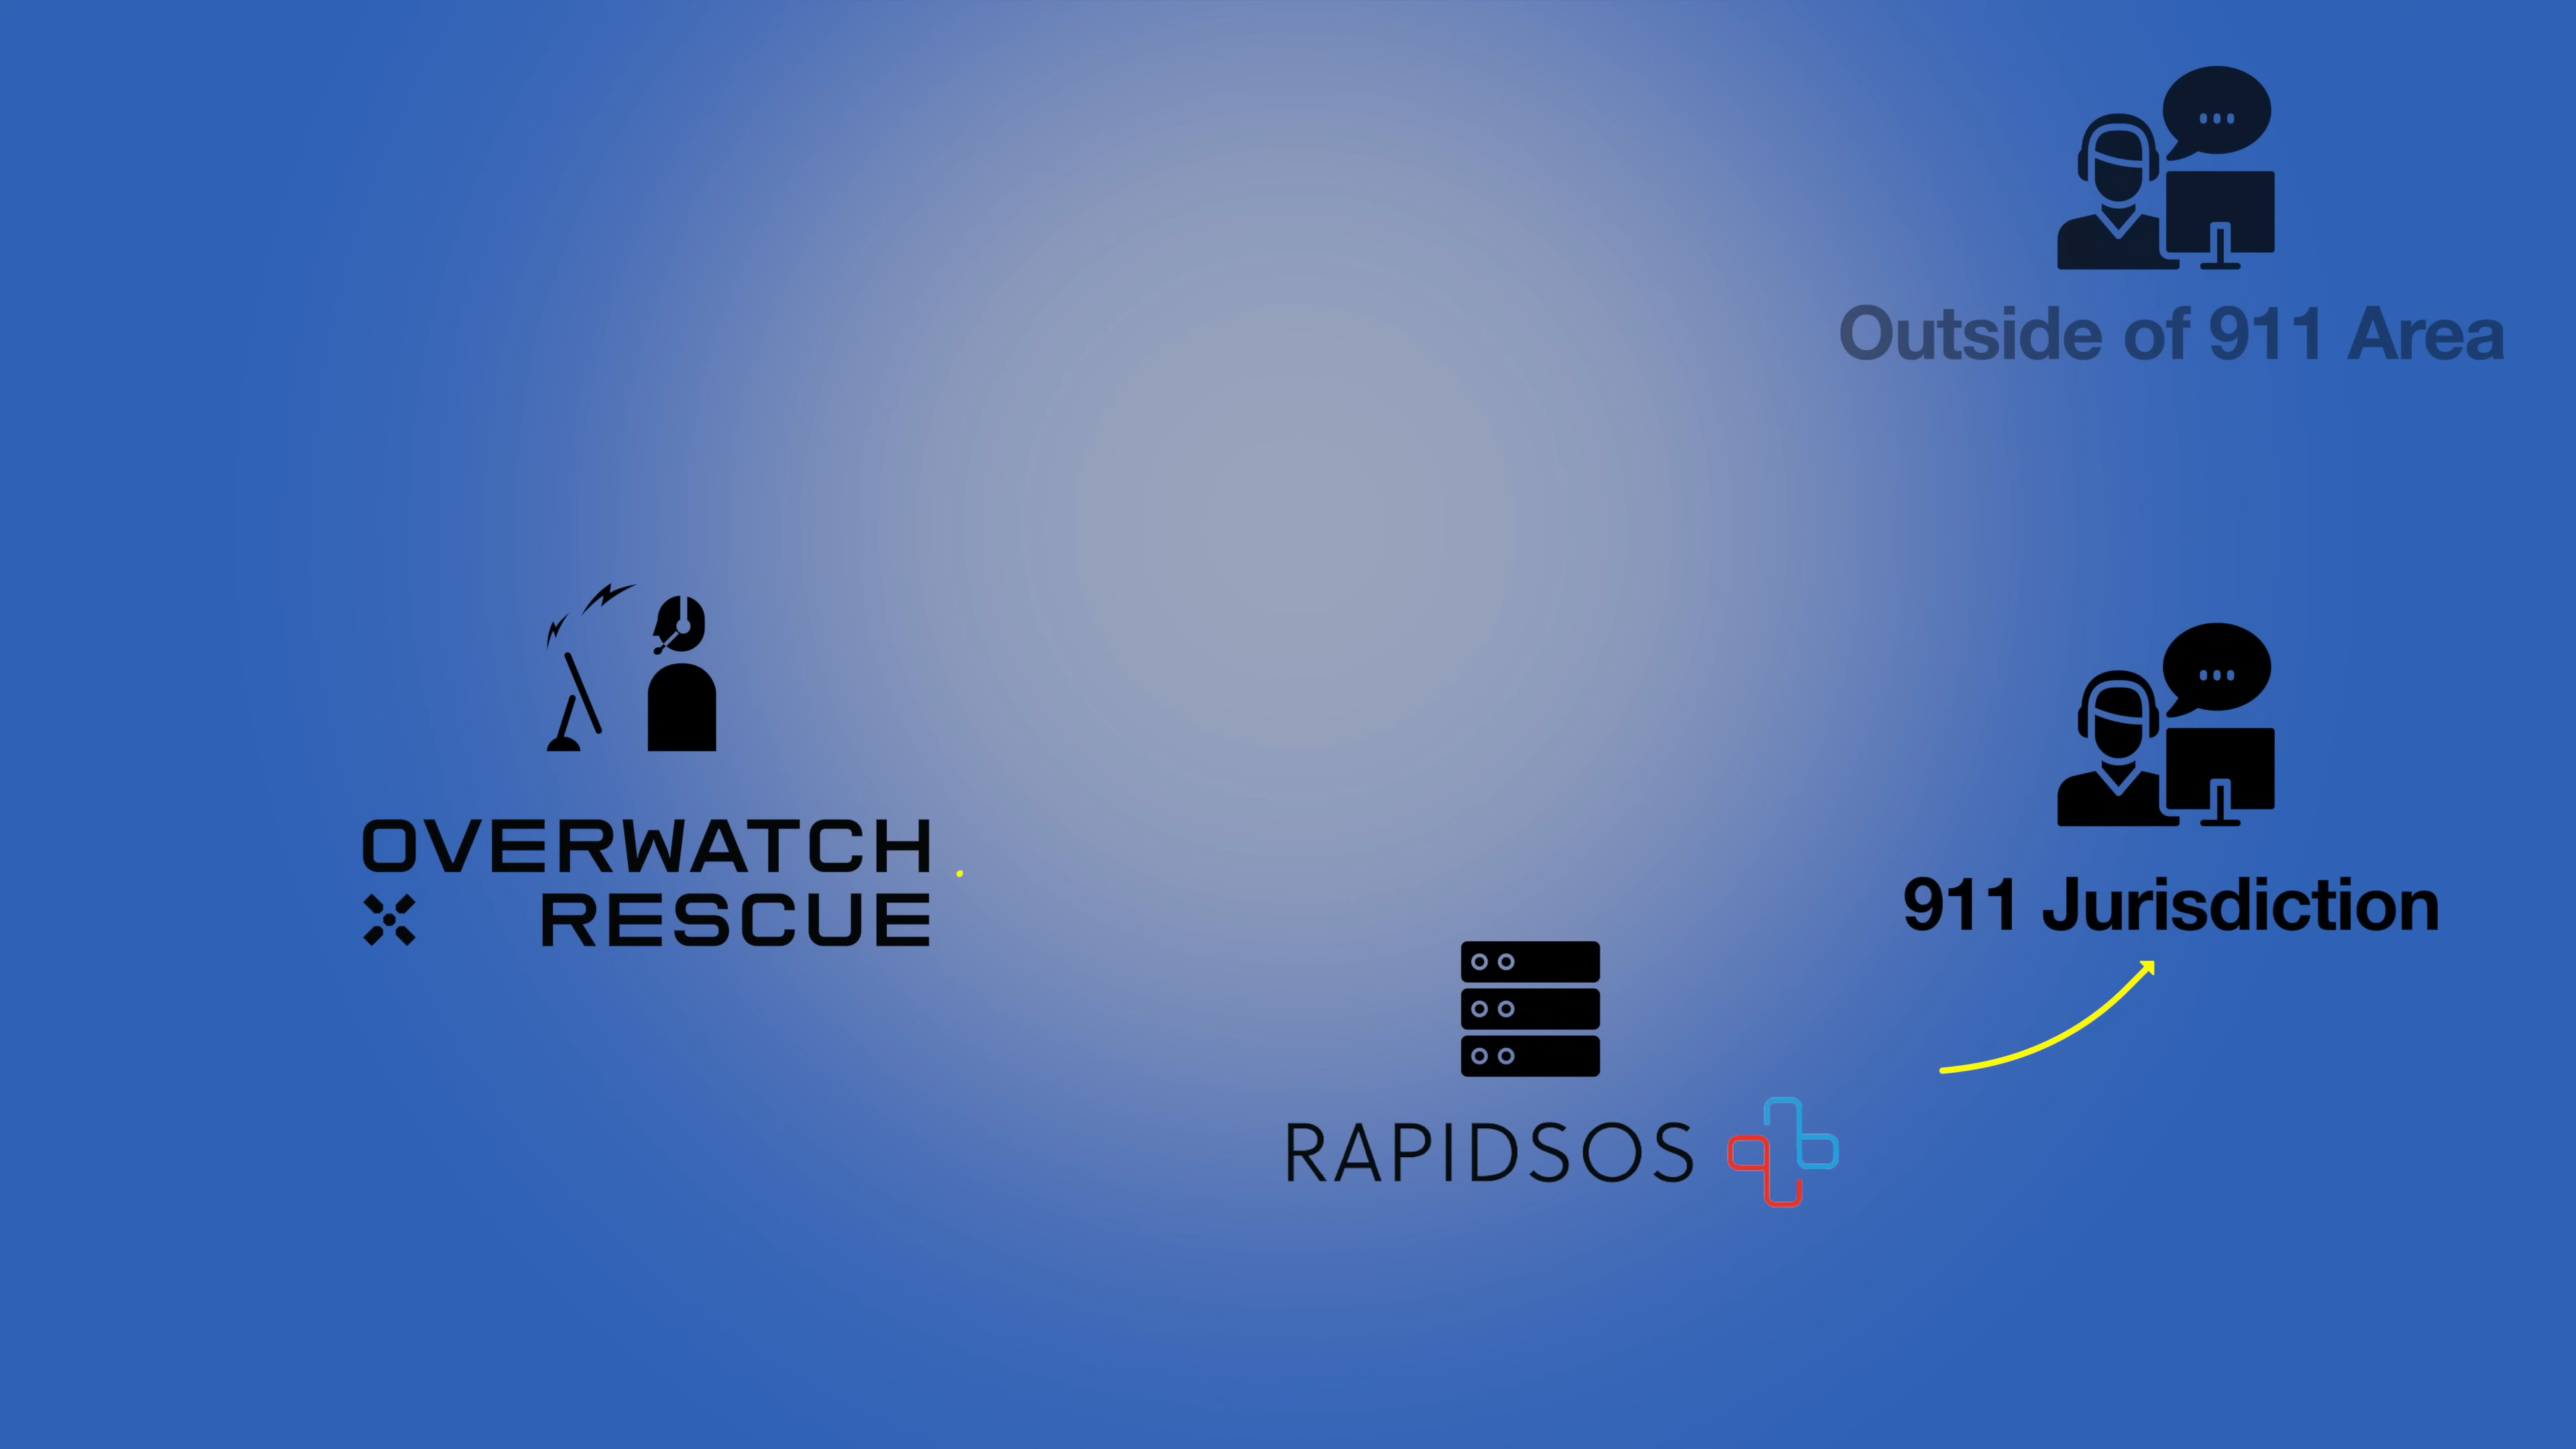 Outside of 911 Area
OVERWATCH
RESCUE
911 Jurisdiction
RAPIDSOS